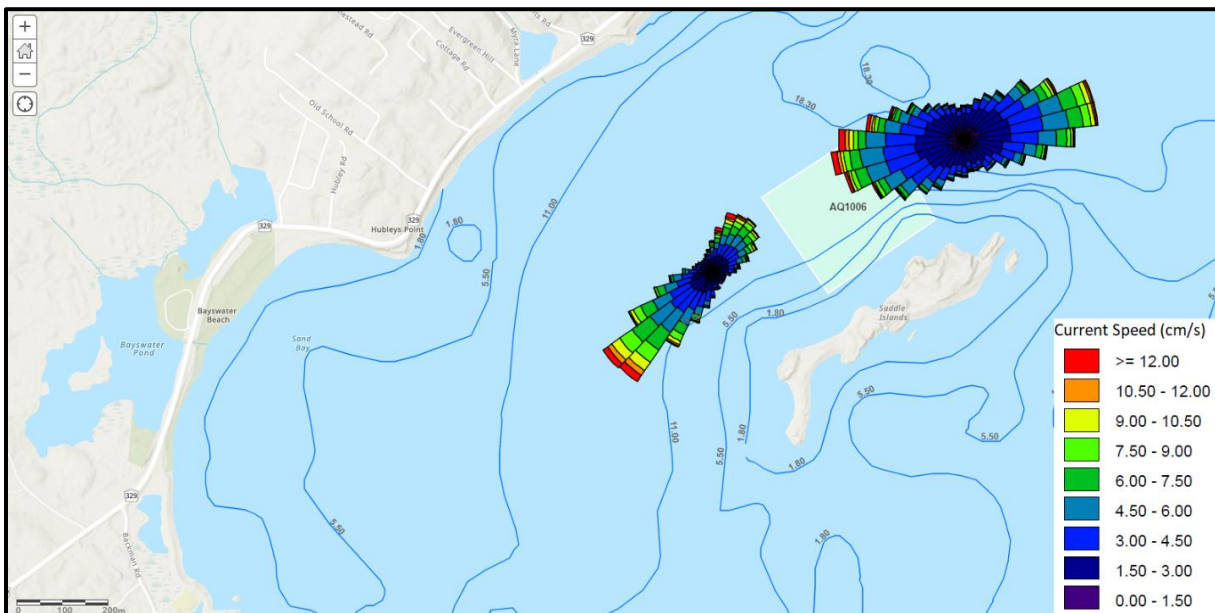 +
−
329
329
329
329
mestead Rd
Evergreen Hill
Cottage Rd
Myra Lane
rts Rd
Old School Rd
Hubley Rd
Hubleys Point
Bayswater
Beach
Bayswater
Pond
Sand
Bay
Backman Rd
1.80
1.80
5.50
11.00
18.30
18.30
AQ1006
Saddle
Islands
5.50
1.80
11.00
5.50
1.80
1.80
5.50
5.50
5.50
1.80
Current Speed (cm/s)
>= 12.00
10.50 - 12.00
9.00 - 10.50
7.50 - 9.00
6.00 - 7.50
4.50 - 6.00
3.00 - 4.50
1.50 - 3.00
0.00 - 1.50
0 100 200m